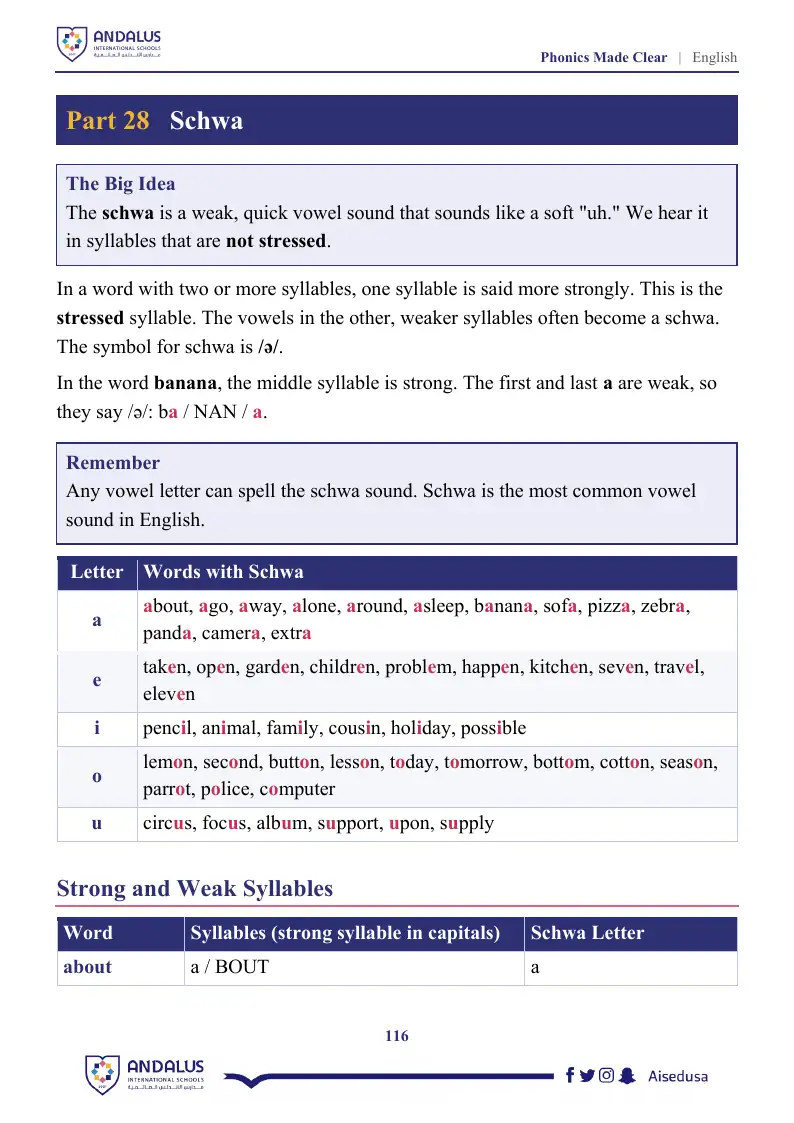 ANDALUS
INTERNATIONAL SCHOOLS
مدارس الأندلس العالمية
Phonics Made Clear | English
Part 28 Schwa
The Big Idea
The schwa is a weak, quick vowel sound that sounds like a soft "uh." We hear it
in syllables that are not stressed.
In a word with two or more syllables, one syllable is said more strongly. This is the
stressed syllable. The vowels in the other, weaker syllables often become a schwa.
The symbol for schwa is /ə/.
In the word banana, the middle syllable is strong. The first and last a are weak, so
they say /ə/: ba / NAN / a.
Remember
Any vowel letter can spell the schwa sound. Schwa is the most common vowel
sound in English.
Letter Words with Schwa
a about, ago, away, alone, around, asleep, banana, sofa, pizza, zebra,
panda, camera, extra
e taken, open, garden, children, problem, happen, kitchen, seven, travel,
eleven
i pencil, animal, family, cousin, holiday, possible
o lemon, second, button, lesson, today, tomorrow, bottom, cotton, season,
parrot, police, computer
u circus, focus, album, support, upon, supply
Strong and Weak Syllables
Word Syllables (strong syllable in capitals) Schwa Letter
about a / BOUT a
116
ANDALUS
INTERNATIONAL SCHOOLS
مدارس الأندلس العالمية
Aisedusa